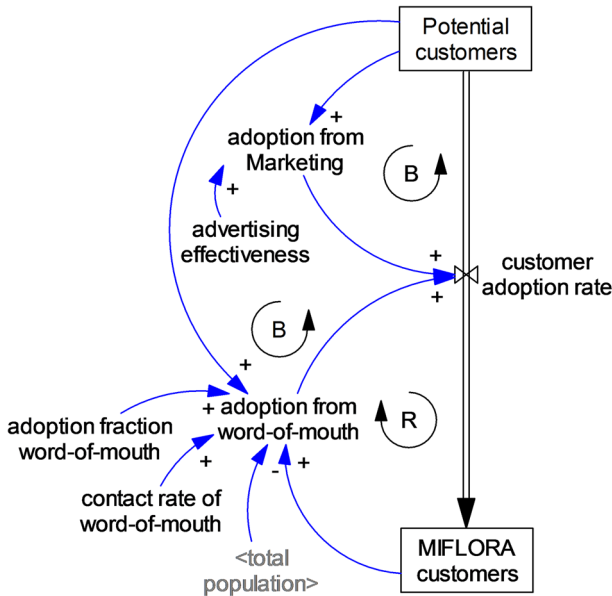 Potential
customers
+
adoption from
Marketing
B
+
advertising
effectiveness
+
customer
adoption rate
+
B
+
+
adoption from
word-of-mouth
R
adoption fraction
word-of-mouth
+
-
+
contact rate of
word-of-mouth
<total
population>
MIFLORA
customers